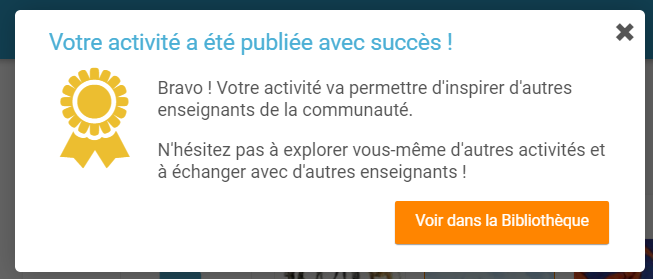 Votre activité a été publiée avec succès !
Bravo ! Votre activité va permettre d'inspirer d'autres
enseignants de la communauté.
N'hésitez pas à explorer vous-même d'autres activités et
à échanger avec d'autres enseignants !
Voir dans la Bibliothèque